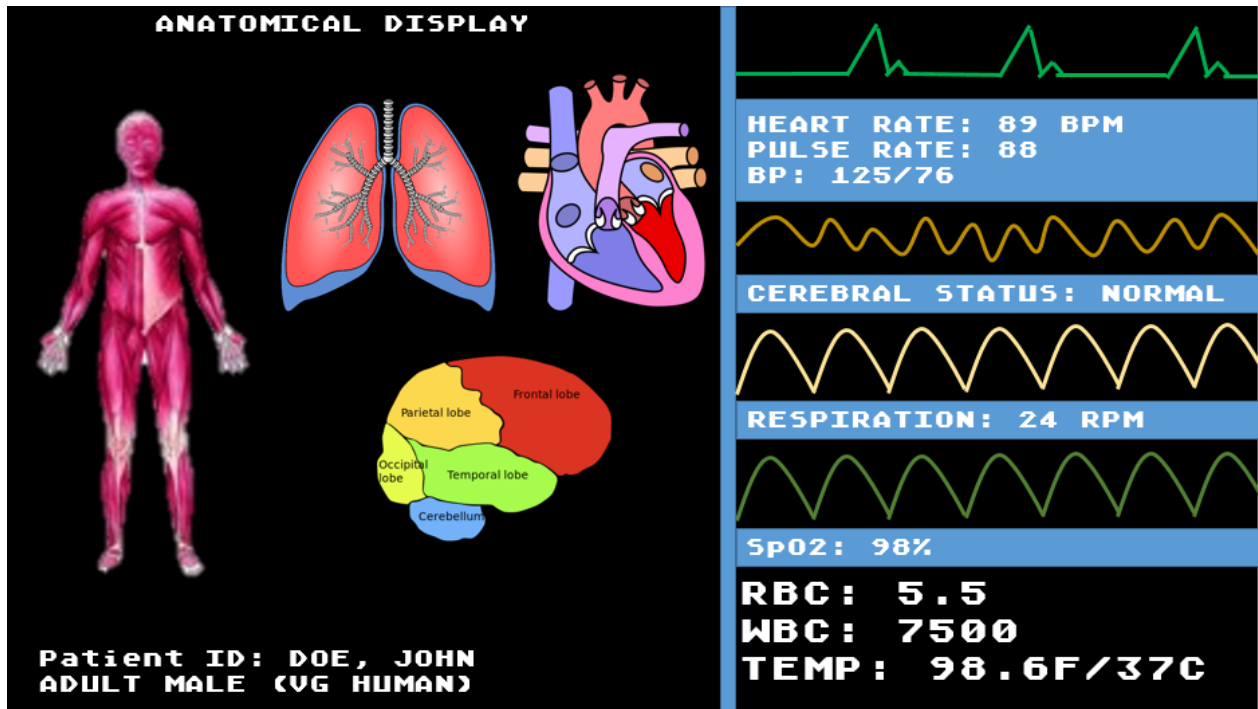 ANATOMICAL DISPLAY
Parietal lobe
Frontal lobe
Occipital
lobe
Temporal lobe
Cerebellum
Patient ID: DOE, JOHN
ADULT MALE (VG HUMAN)
HEART RATE: 89 BPM
PULSE RATE: 88
BP: 125/76
CEREBRAL STATUS: NORMAL
RESPIRATION: 24 RPM
SpO2: 98%
RBC: 5.5
WBC: 7500
TEMP: 98.6F/37C